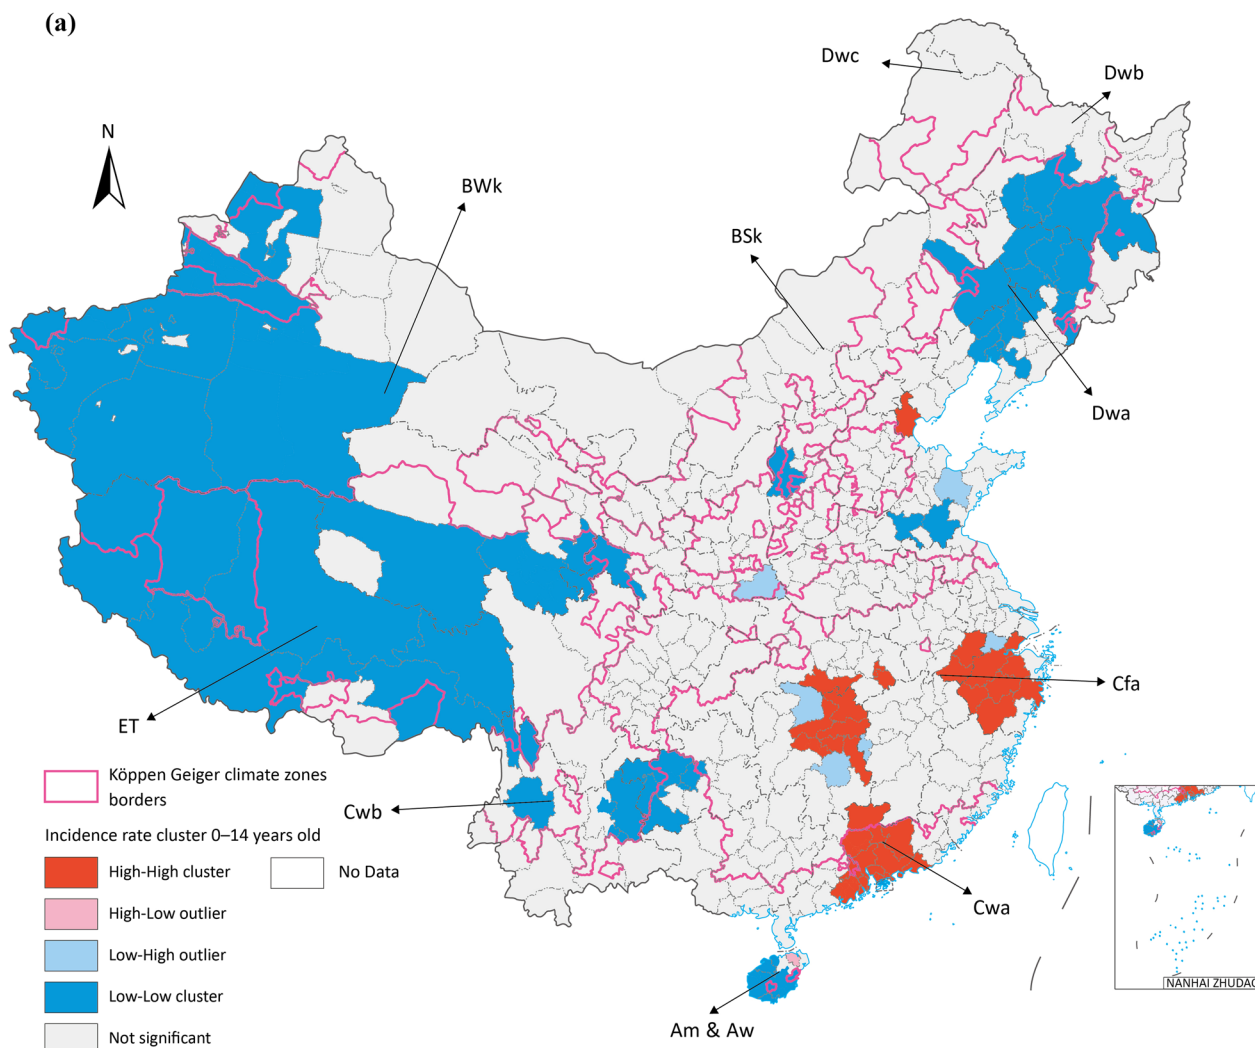 (a)
Dwc
Dwb
N
BWk
BSk
Dwa
Cfa
ET
Köppen Geiger climate zones
borders
Cwb
Incidence rate cluster 0–14 years old
High-High cluster
No Data
High-Low outlier
Cwa
Low-High outlier
Low-Low cluster
NANHAI ZHUDAO
Am & Aw
Not significant